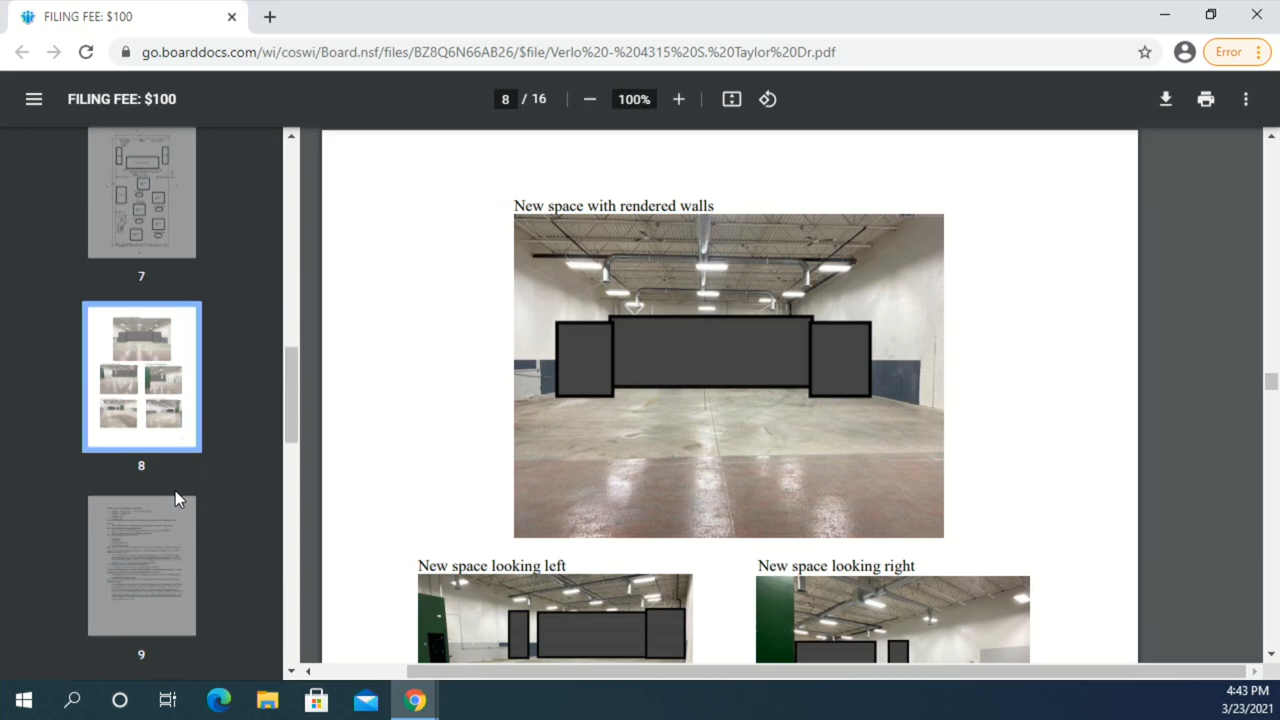 FILING FEE: $100
go.boarddocs.com/wi/coswi/Board.nsf/files/BZ8Q6N66AB26/$file/Verlo%20-%204315%20S.%20Taylor%20Dr.pdf
Error
FILING FEE: $100
8 / 16
100%
7
8
9
New space with rendered walls
New space looking left
New space looking right
4:43 PM
3/23/2021